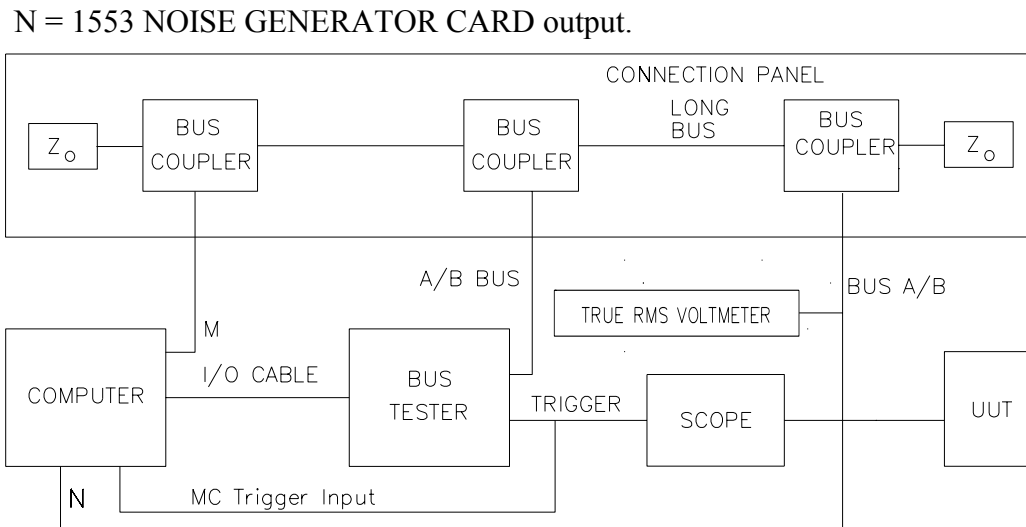 N = 1553 NOISE GENERATOR CARD output.
CONNECTION PANEL
Z₀
BUS
COUPLER
BUS
COUPLER
LONG
BUS
BUS
COUPLER
Z₀
A/B BUS
BUS A/B
TRUE RMS VOLTMETER
M
I/O CABLE
COMPUTER
BUS
TESTER
TRIGGER
SCOPE
UUT
N
MC Trigger Input